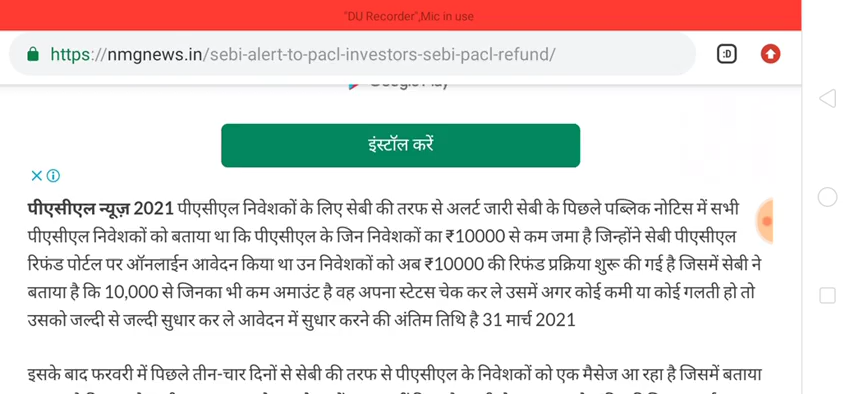 "DU Recorder",Mic in use
https://nmgnews.in/sebi-alert-to-pacl-investors-sebi-pacl-refund/
:D
इंस्टॉल करें
पीएसीएल न्यूज़ 2021 पीएसीएल निवेशकों के लिए सेबी की तरफ से अलर्ट जारी सेबी के पिछले पब्लिक नोटिस में सभी
पीएसीएल निवेशकों को बताया था कि पीएसीएल के जिन निवेशकों का ₹10000 से कम जमा है जिन्होंने सेबी पीएसीएल
रिफंड पोर्टल पर ऑनलाईन आवेदन किया था उन निवेशकों को अब ₹10000 की रिफंड प्रक्रिया शुरू की गई है जिसमें सेबी ने
बताया है कि 10,000 से जिनका भी कम अमाउंट है वह अपना स्टेटस चेक कर ले उसमें अगर कोई कमी या कोई गलती हो तो
उसको जल्दी से जल्दी सुधार कर ले आवेदन में सुधार करने की अंतिम तिथि है 31 मार्च 2021
इसके बाद फरवरी में पिछले तीन-चार दिनों से सेबी की तरफ से पीएसीएल के निवेशकों को एक मैसेज आ रहा है जिसमें बताया